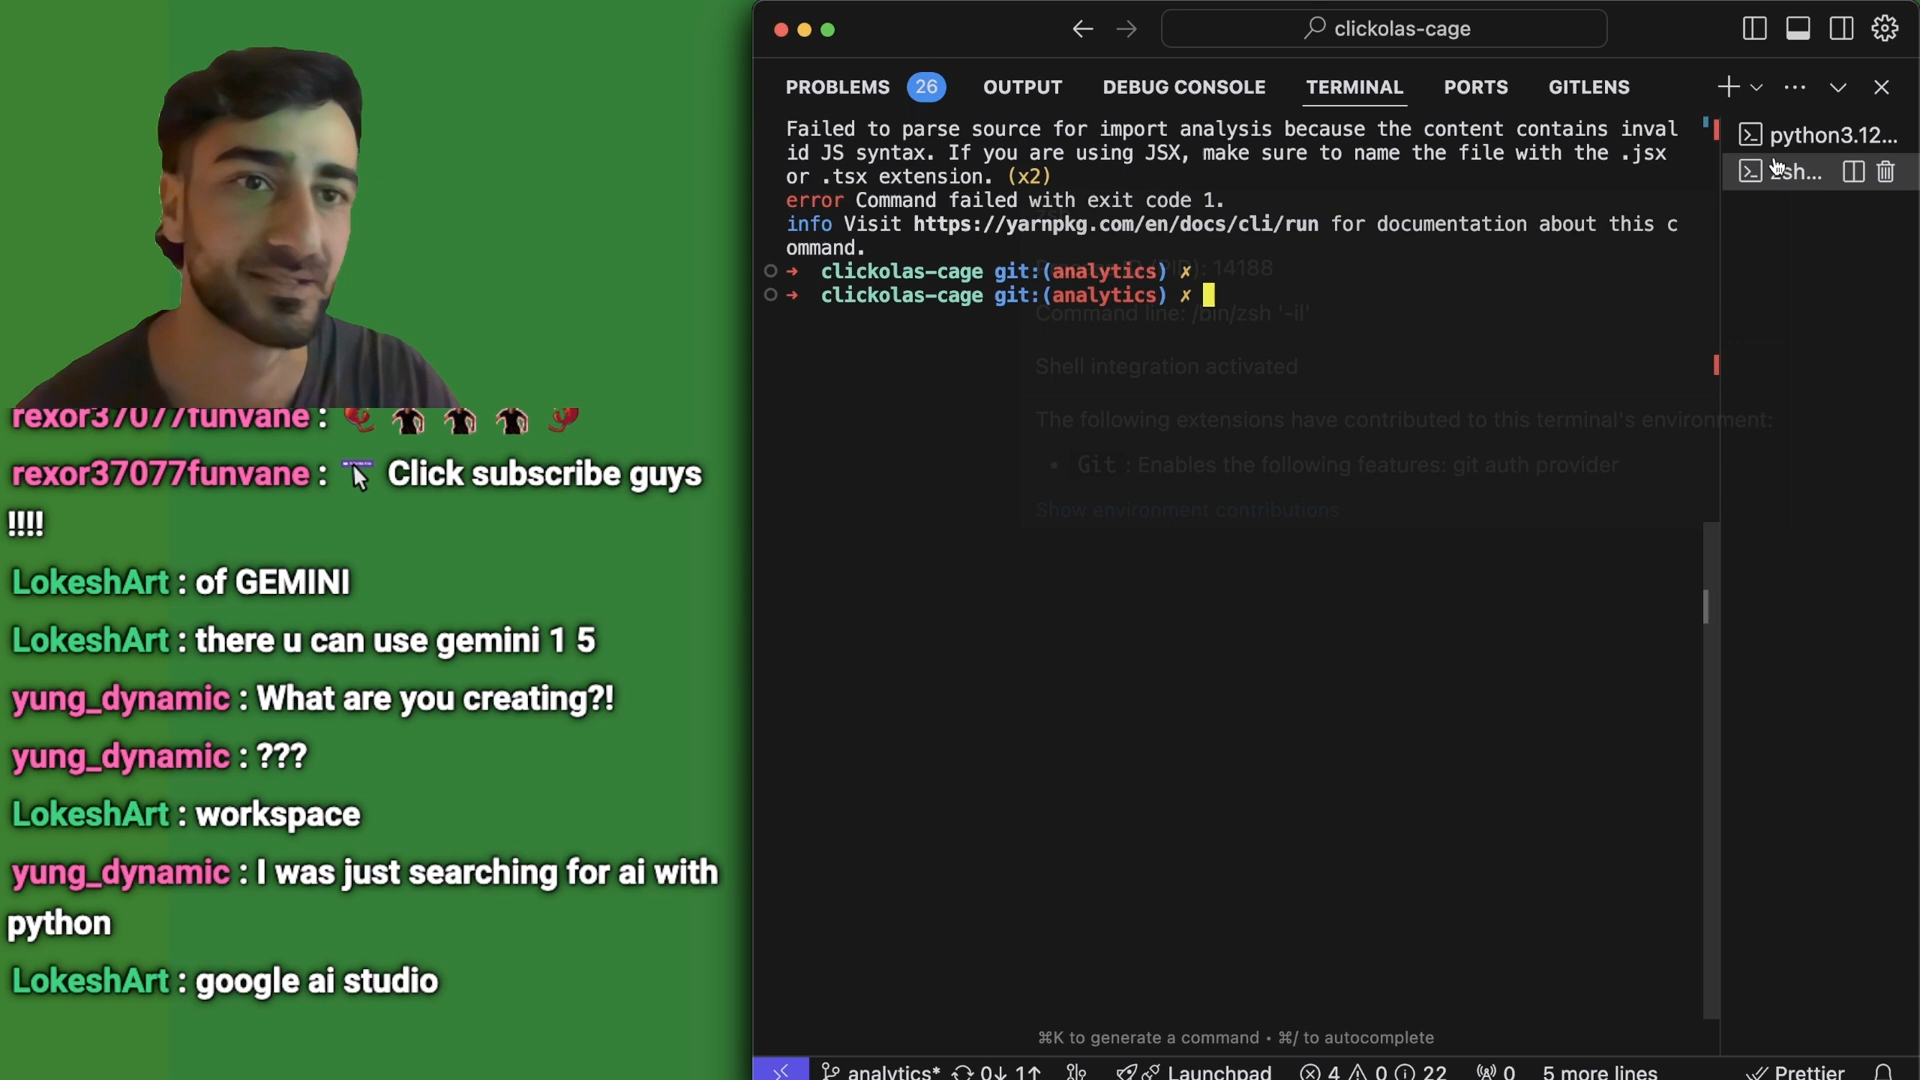 clickolas-cage
PROBLEMS 26 OUTPUT DEBUG CONSOLE TERMINAL PORTS GITLENS
Failed to parse source for import analysis because the content contains inval
id JS syntax. If you are using JSX, make sure to name the file with the .jsx
or .tsx extension. (x2)
error Command failed with exit code 1.
info Visit https://yarnpkg.com/en/docs/cli/run for documentation about this c
ommand.
➜ clickolas-cage git:(analytics) ✗
➜ clickolas-cage git:(analytics) ✗
(PID): 14188
Command line: /bin/zsh '-il'
Shell integration activated
The following extensions have contributed to this terminal's environment:
• Git : Enables the following features: git auth provider
Show environment contributions
python3.12...
zsh...
⌘K to generate a command • ⌘/ to autocomplete
analytics* 0↓ 1↑ Launchpad 4 0 22 0 5 more lines Prettier
rexor37077funvane :
rexor37077funvane : Click subscribe guys
!!!!
LokeshArt : of GEMINI
LokeshArt : there u can use gemini 1 5
yung_dynamic : What are you creating?!
yung_dynamic : ???
LokeshArt : workspace
yung_dynamic : I was just searching for ai with
python
LokeshArt : google ai studio